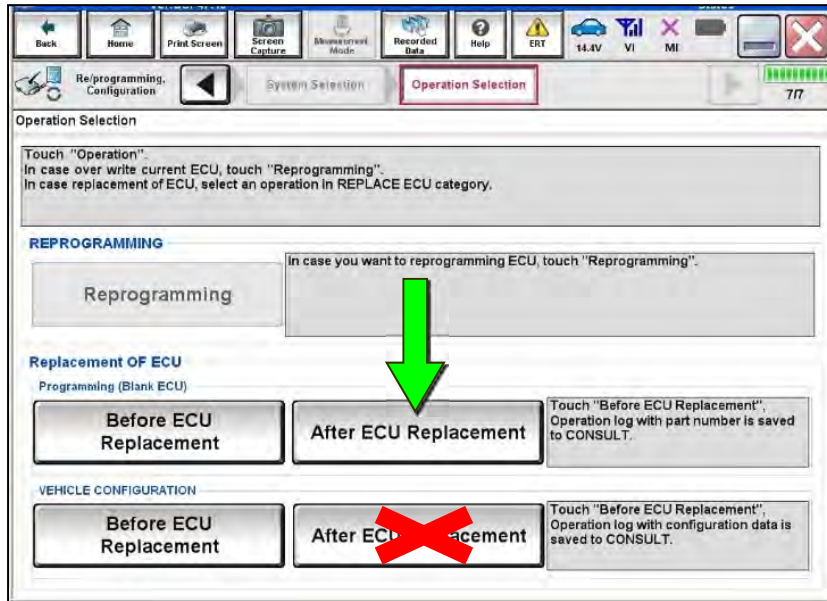 Back
Home
Print Screen
Screen
Capture
Measurement
Mode
Recorded
Data
Help
ERT
14.4V
VI
MI
Re/programming,
Configuration
System Selection
Operation Selection
7/7
Operation Selection
Touch "Operation".
In case over write current ECU, touch "Reprogramming".
In case replacement of ECU, select an operation in REPLACE ECU category.
REPROGRAMMING
Reprogramming
In case you want to reprogramming ECU, touch "Reprogramming".
Replacement OF ECU
Programming (Blank ECU)
Before ECU
Replacement
After ECU Replacement
Touch "Before ECU Replacement",
Operation log with part number is saved
to CONSULT.
VEHICLE CONFIGURATION
Before ECU
Replacement
After EC acement
Touch "Before ECU Replacement",
Operation log with configuration data is
saved to CONSULT.